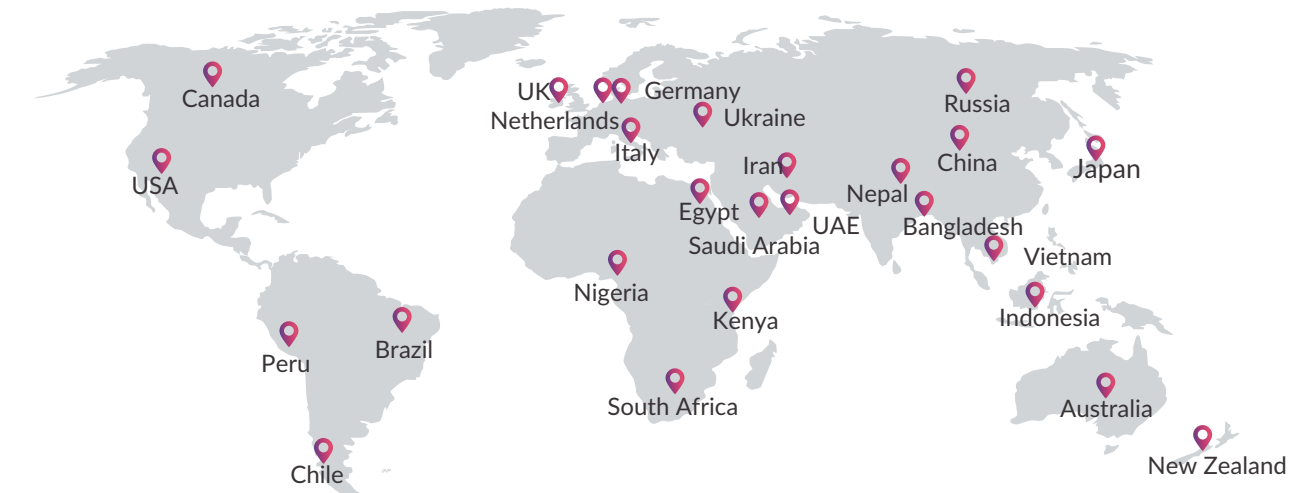 Canada
UK
Germany
Russia
Netherlands
Ukraine
Italy
Iran
China
Japan
USA
Nepal
Egypt
UAE
Bangladesh
Saudi Arabia
Vietnam
Nigeria
Kenya
Indonesia
Peru
Brazil
South Africa
Australia
Chile
New Zealand